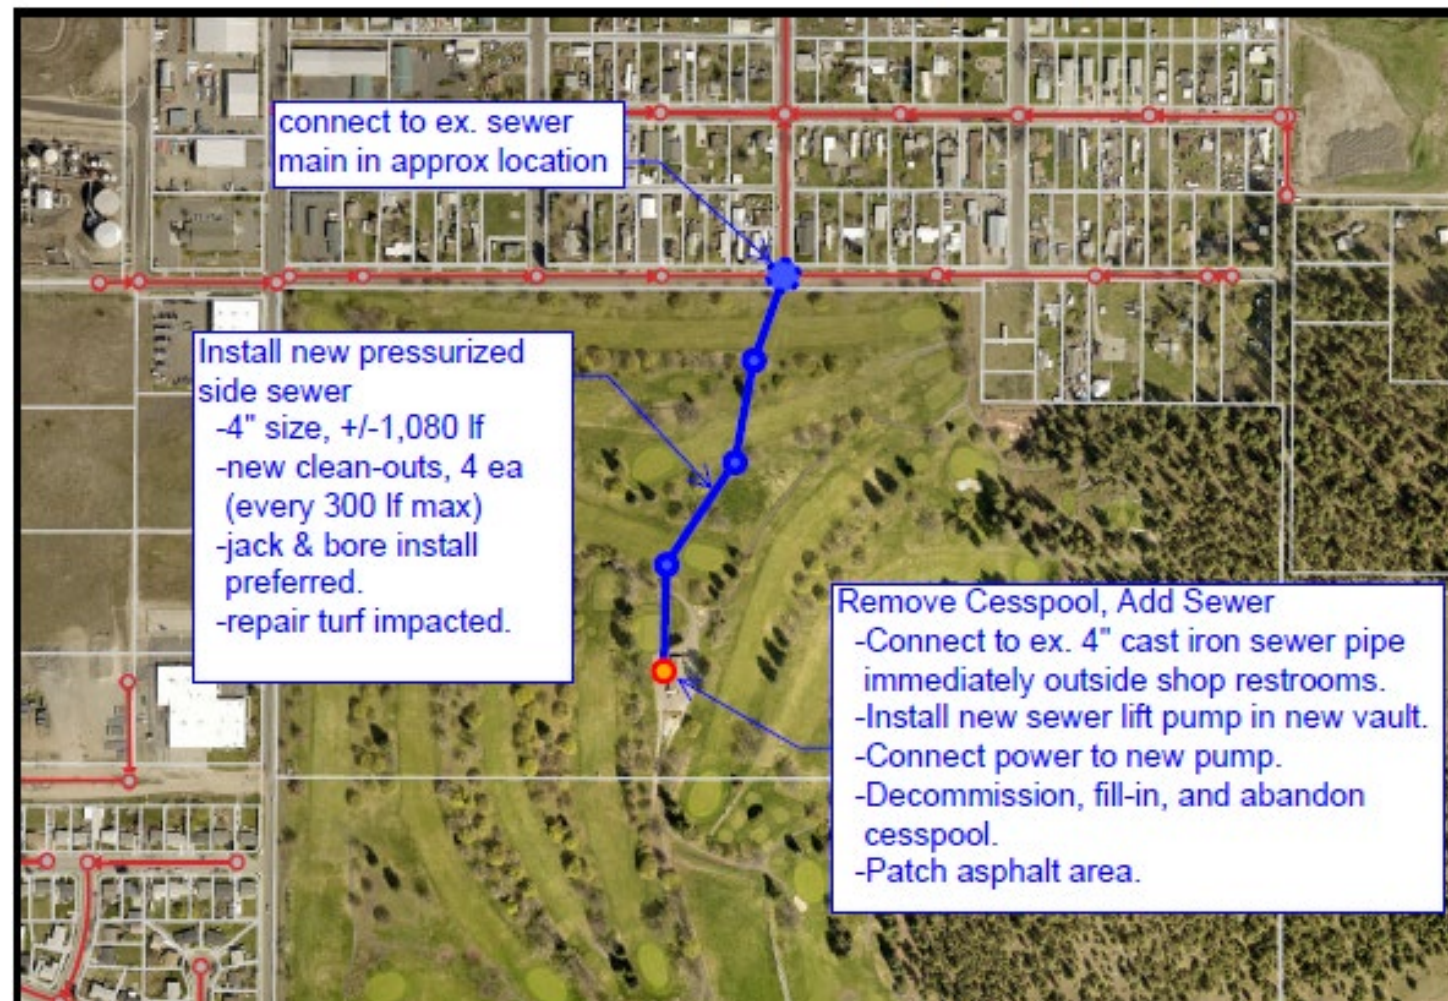 connect to ex. sewer
main in approx location
Install new pressurized
side sewer
-4" size, +/-1,080 lf
-new clean-outs, 4 ea
(every 300 lf max)
-jack & bore install
preferred.
-repair turf impacted.
Remove Cesspool, Add Sewer
-Connect to ex. 4" cast iron sewer pipe
immediately outside shop restrooms.
-Install new sewer lift pump in new vault.
-Connect power to new pump.
-Decommission, fill-in, and abandon
cesspool.
-Patch asphalt area.